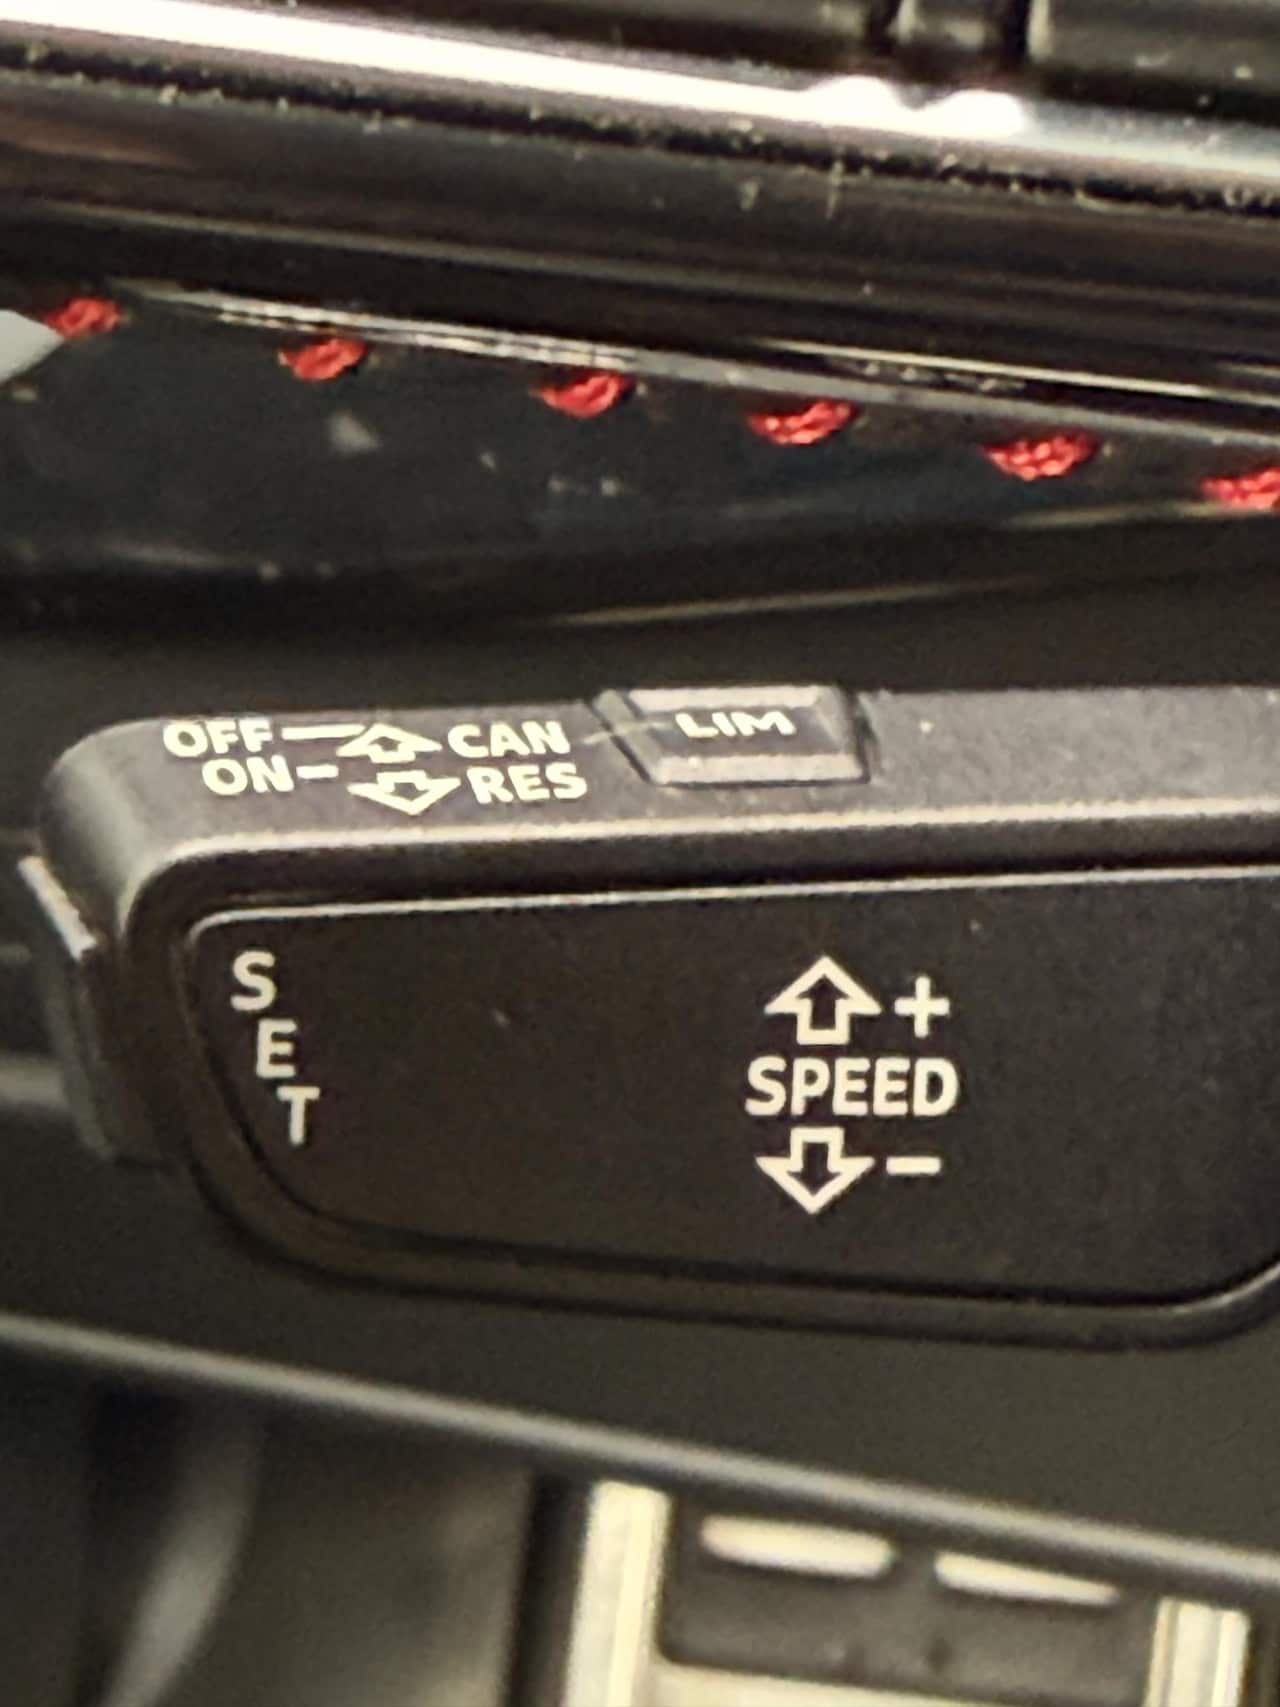 OFF CAN
ON- RES
LIM
SET
+
SPEED
-